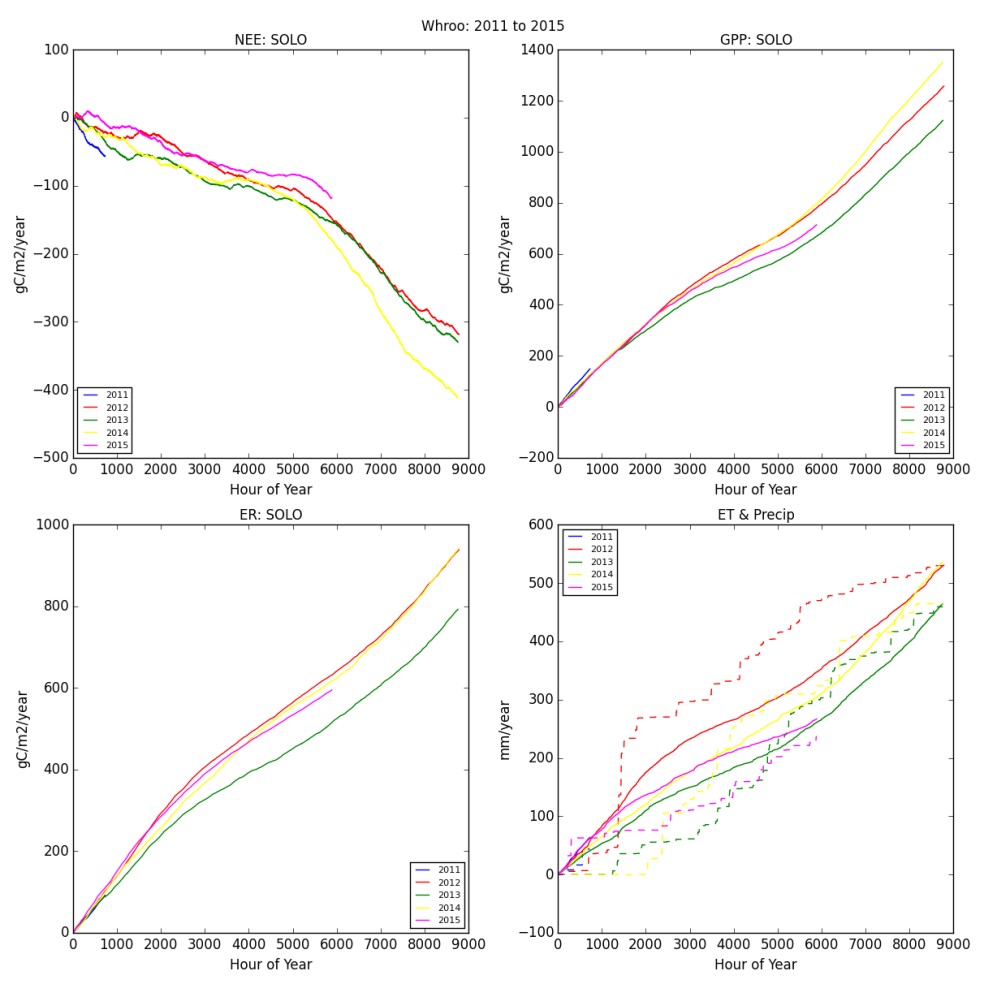 Whroo: 2011 to 2015
NEE: SOLO
100
0
−100
−200
−300
−400
−500
gC/m2/year
0 1000 2000 3000 4000 5000 6000 7000 8000 9000
Hour of Year
2011
2012
2013
2014
2015
GPP: SOLO
1400
1200
1000
800
600
400
200
0
−200
gC/m2/year
0 1000 2000 3000 4000 5000 6000 7000 8000 9000
Hour of Year
2011
2012
2013
2014
2015
ER: SOLO
1000
800
600
400
200
0
gC/m2/year
0 1000 2000 3000 4000 5000 6000 7000 8000 9000
Hour of Year
2011
2012
2013
2014
2015
ET & Precip
600
500
400
300
200
100
0
−100
mm/year
0 1000 2000 3000 4000 5000 6000 7000 8000 9000
Hour of Year
2011
2012
2013
2014
2015